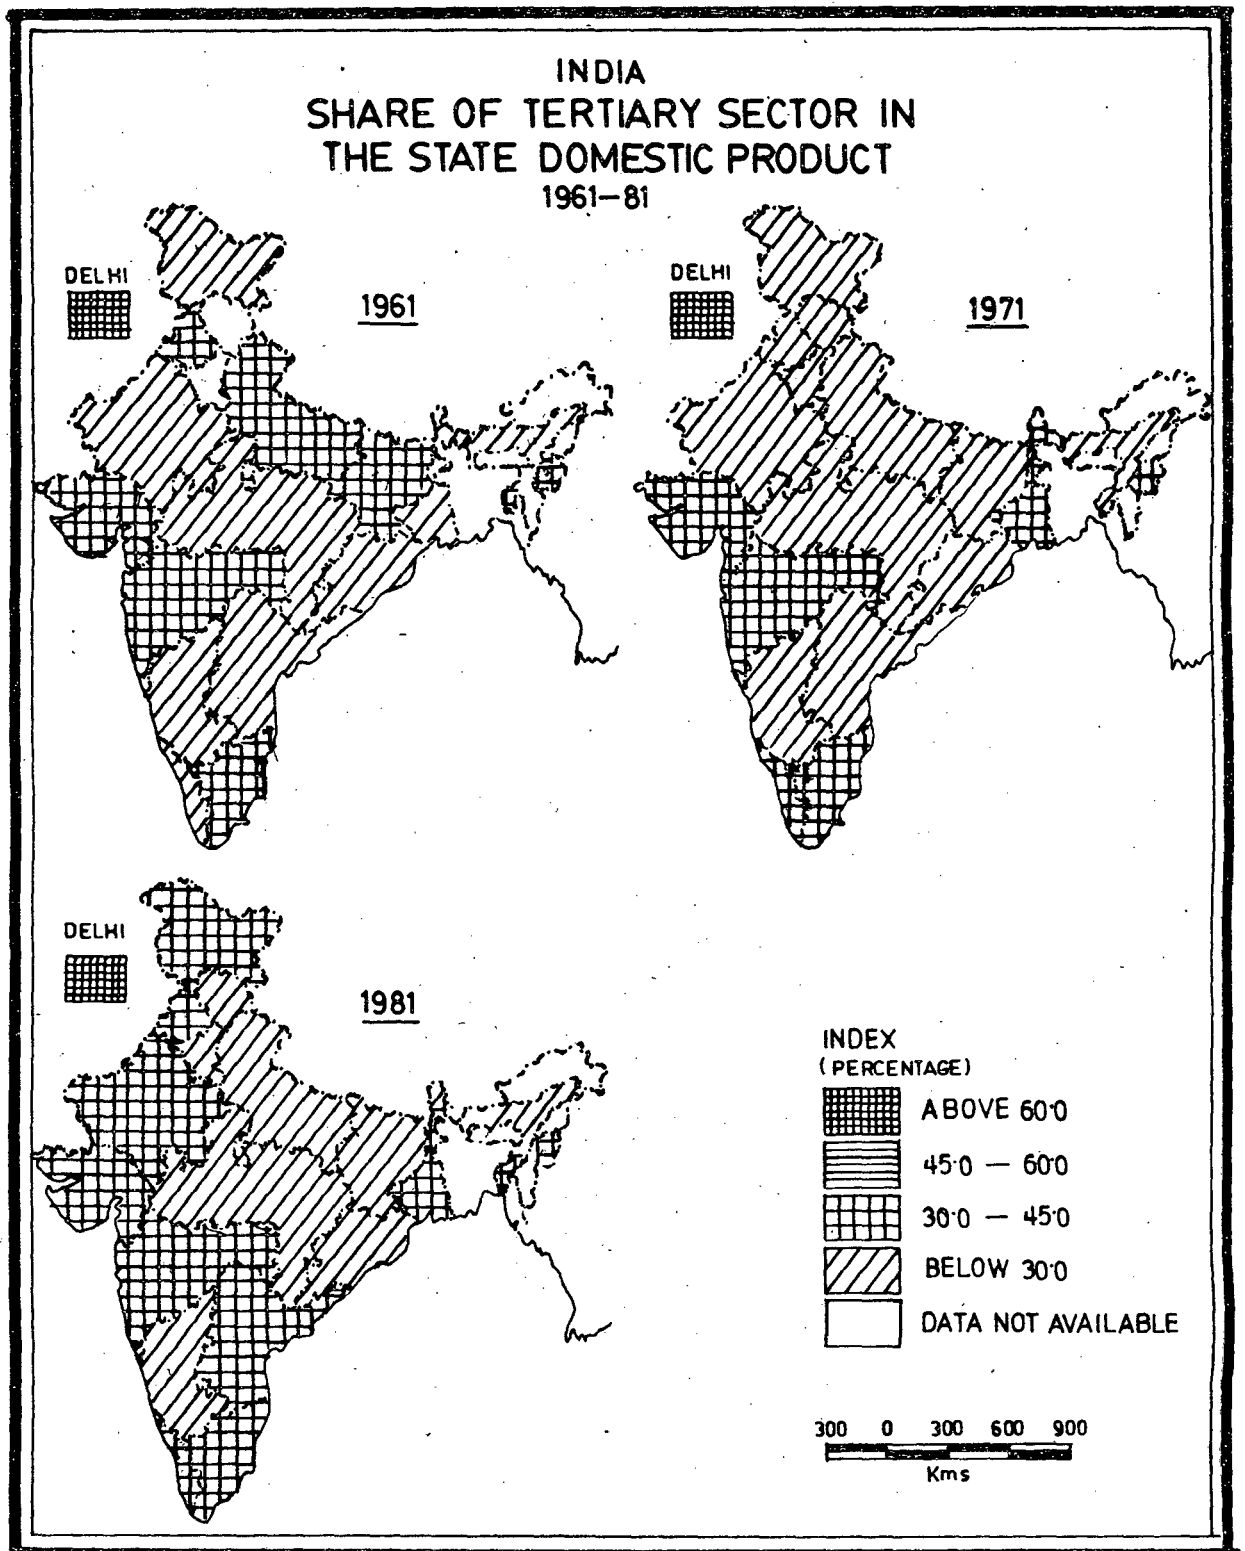 INDIA
SHARE OF TERTIARY SECTOR IN
THE STATE DOMESTIC PRODUCT
1961-81
DELHI
1961
DELHI
1971
DELHI
1981
INDEX
(PERCENTAGE)
ABOVE 60·0
45·0 — 60·0
30·0 — 45·0
BELOW 30·0
DATA NOT AVAILABLE
300 0 300 600 900
Kms